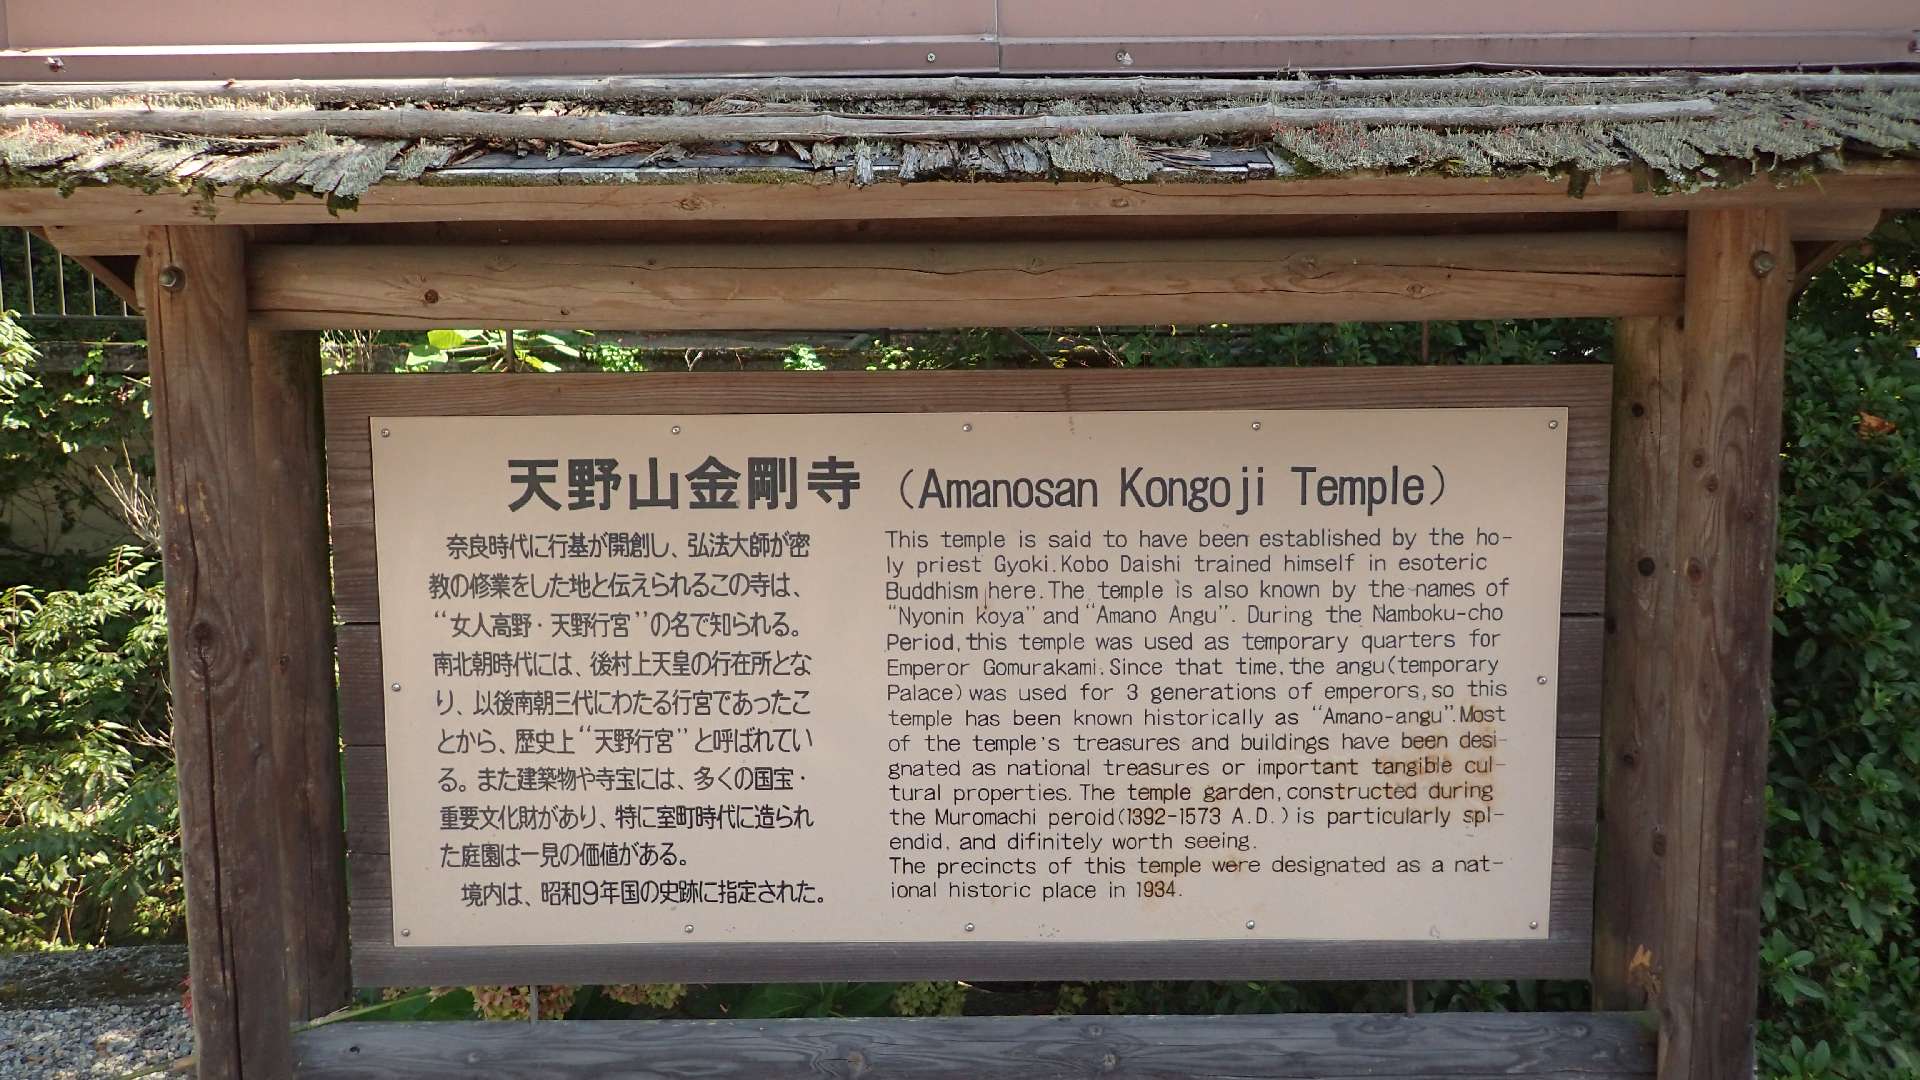 天野山金剛寺 (Amanosan Kongoji Temple)
奈良時代に行基が開創し、弘法大師が密
教の修業をした地と伝えられるこの寺は、
“女人高野・天野行宮”の名で知られる。
南北朝時代には、後村上天皇の行在所とな
り、以後南朝三代にわたる行宮であったこ
とから、歴史上“天野行宮”と呼ばれてい
る。また建築物や寺宝には、多くの国宝・
重要文化財があり、特に室町時代に造られ
た庭園は一見の価値がある。
境内は、昭和9年国の史跡に指定された。
This temple is said to have been established by the ho-
ly priest Gyoki.Kobo Daishi trained himself in esoteric
Buddhism here.The temple is also known by the names of
“Nyonin Koya” and “Amano Angu”. During the Namboku-cho
Period,this temple was used as temporary quarters for
Emperor Gomurakami.Since that time,the angu(temporary
Palace)was used for 3 generations of emperors,so this
temple has been known historically as “Amano-angu”.Most
of the temple's treasures and buildings have been desi-
gnated as national treasures or important tangible cul-
tural properties.The temple garden,constructed during
the Muromachi peroid(1392-1573 A.D.)is particularly spl-
endid, and difinitely worth seeing.
The precincts of this temple were designated as a nat-
ional historic place in 1934.